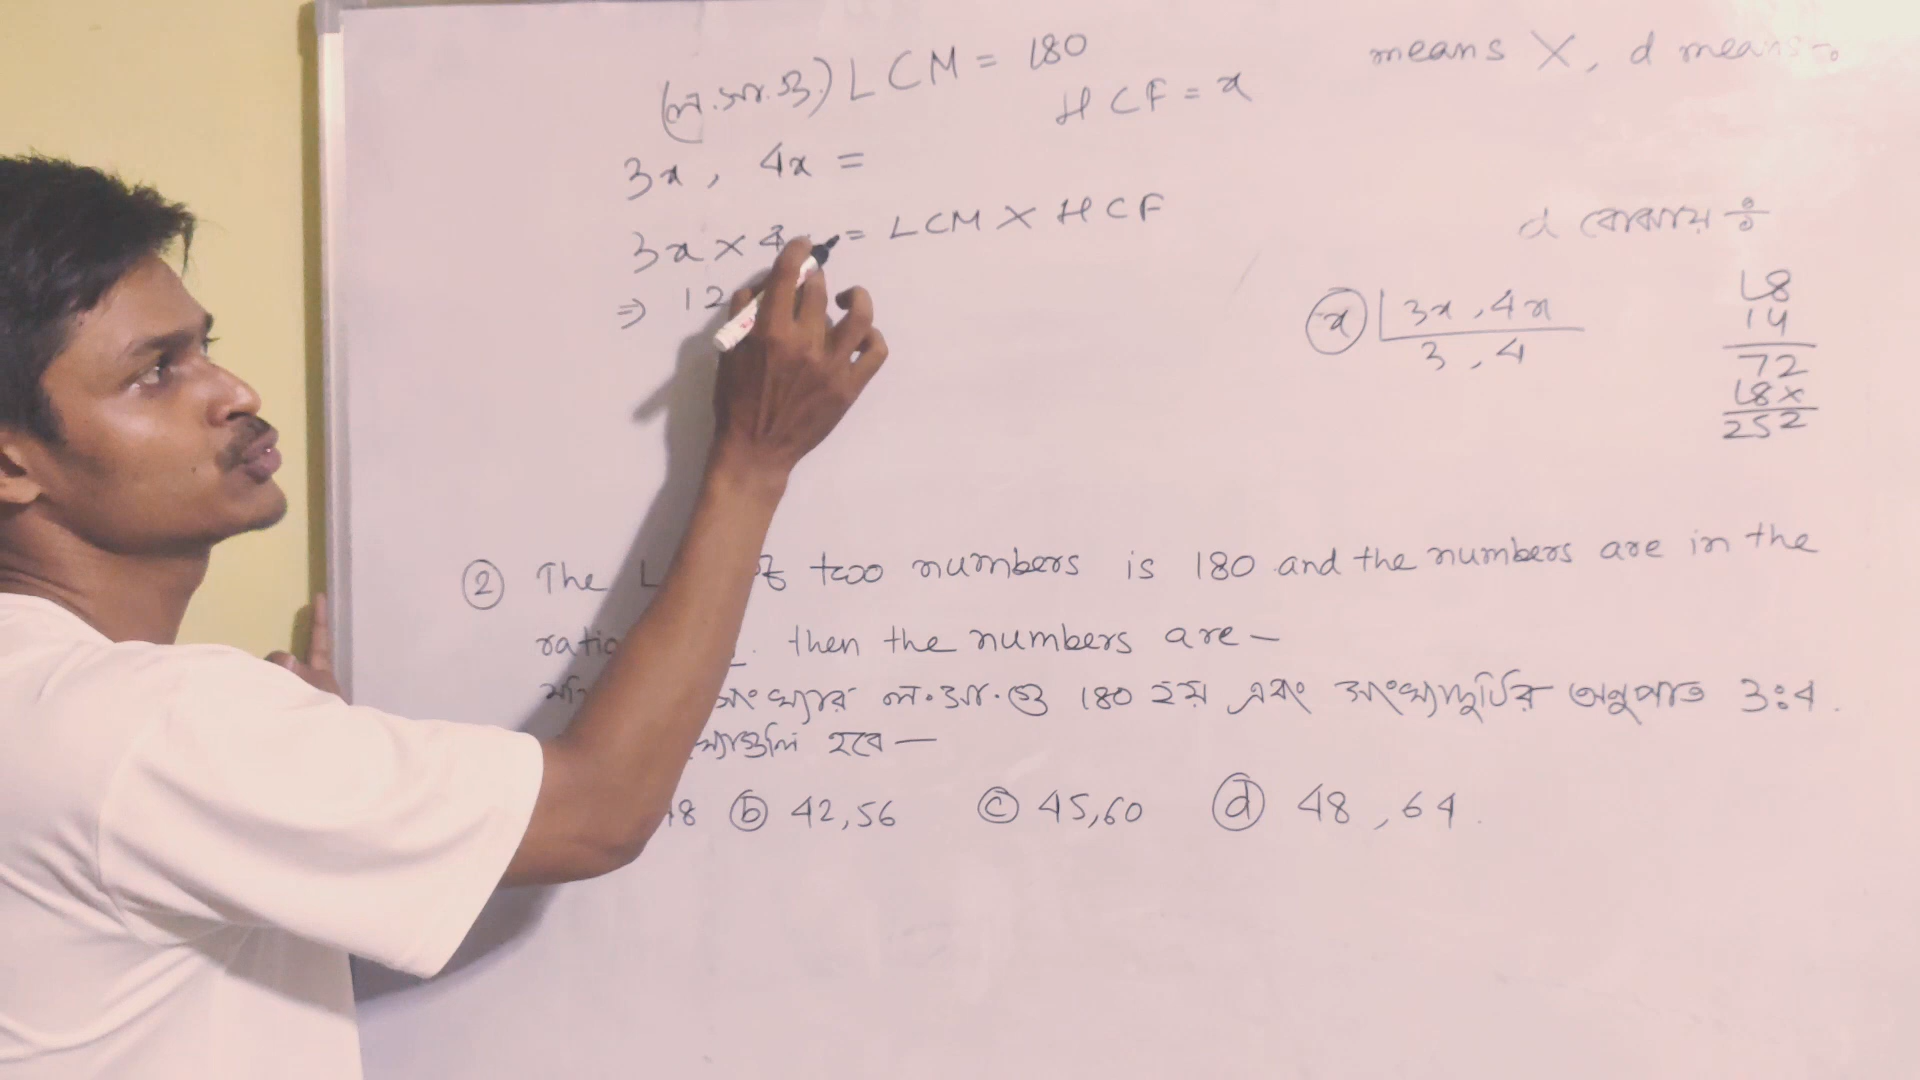 (ল.সা.গু.) LCM = 180
HCF = x
means X, d means ÷
3x, 4x =
3x × 4 = LCM X HCF
⇒ 12
d বোঝায় ÷
x 3x, 4x
3, 4
18
14
72
18x
252
② The L two numbers is 180 and the numbers are in the
ratio then the numbers are —
সংখ্যার ল.সা.গু 180 হয় এবং সংখ্যাদুটির অনুপাত 3:4.
হবে —
ⓑ 42,56 ⓒ 45,60 ⓓ 48, 64.